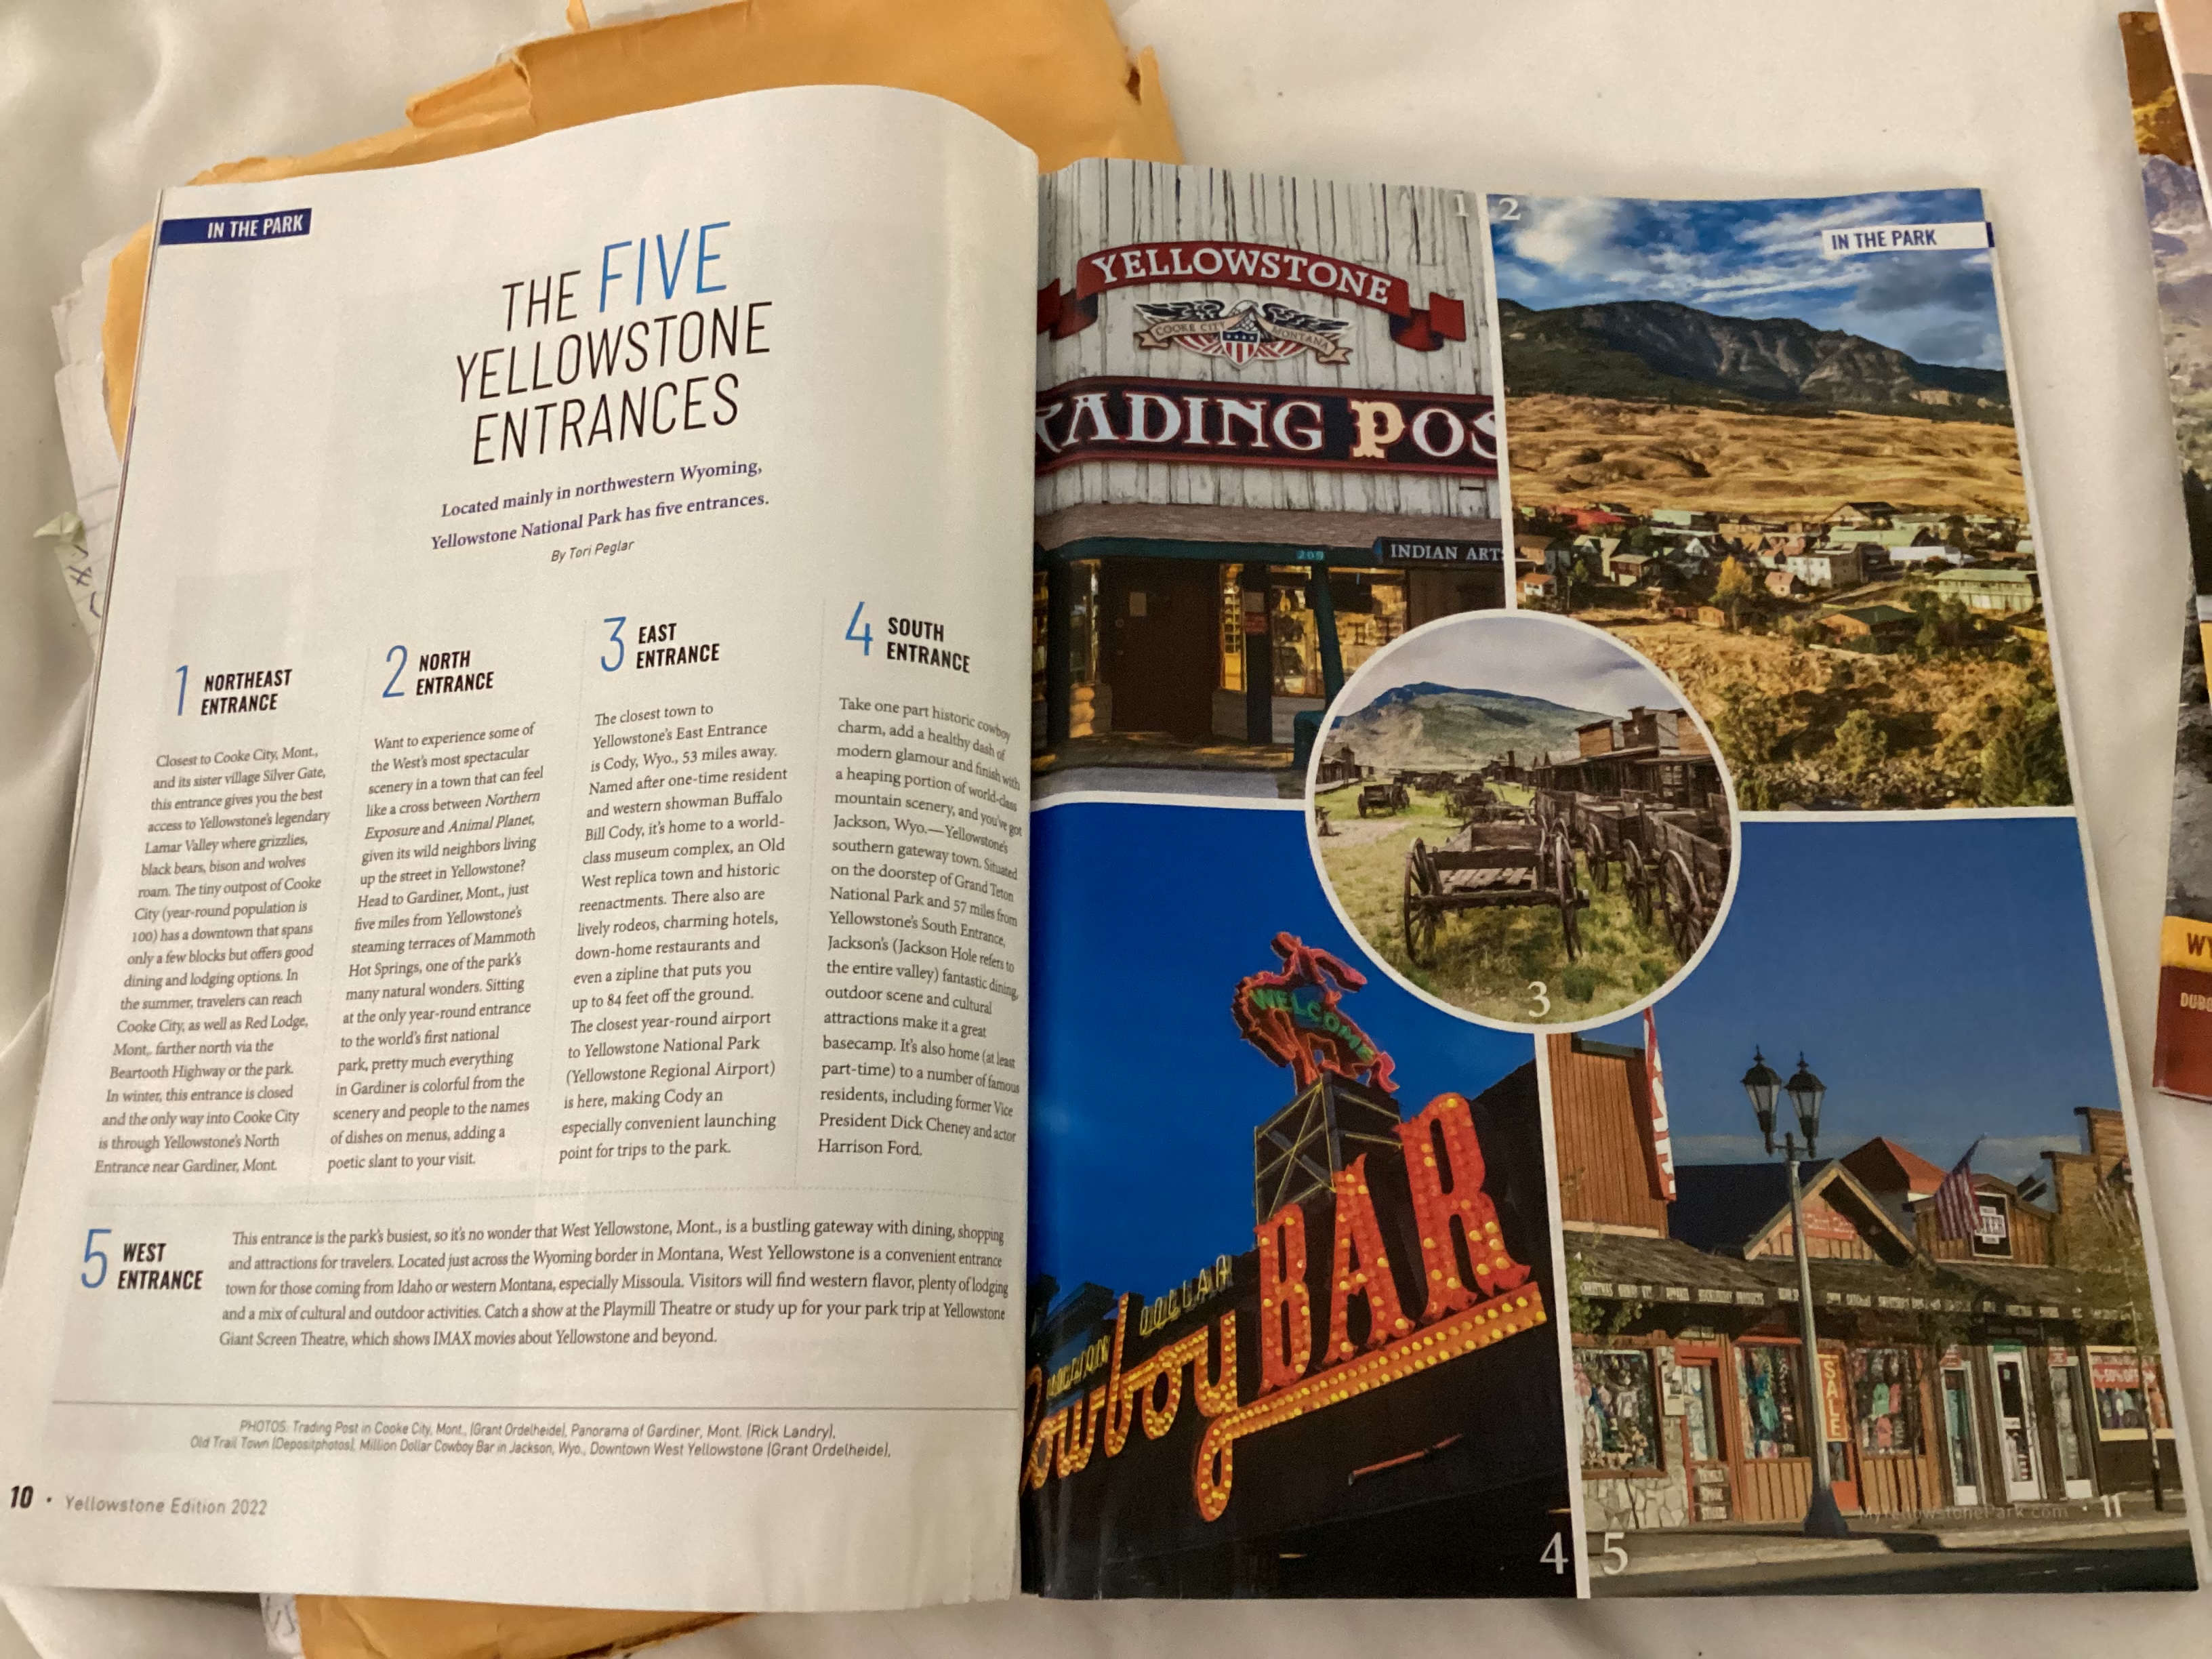 IN THE PARK
THE FIVE
YELLOWSTONE
ENTRANCES
Located mainly in northwestern Wyoming,
Yellowstone National Park has five entrances.
By Tori Peglar
1 NORTHEAST
ENTRANCE
Closest to Cooke City, Mont.,
and its sister village Silver Gate,
this entrance gives you the best
access to Yellowstone's legendary
Lamar Valley where grizzlies,
black bears, bison and wolves
roam. The tiny outpost of Cooke
City (year-round population is
100) has a downtown that spans
only a few blocks but offers good
dining and lodging options. In
the summer, travelers can reach
Cooke City, as well as Red Lodge,
Mont., farther north via the
Beartooth Highway or the park.
In winter, this entrance is closed
and the only way into Cooke City
is through Yellowstone's North
Entrance near Gardiner, Mont.
2 NORTH
ENTRANCE
Want to experience some of
the West's most spectacular
scenery in a town that can feel
like a cross between Northern
Exposure and Animal Planet,
given its wild neighbors living
up the street in Yellowstone?
Head to Gardiner, Mont., just
five miles from Yellowstone's
steaming terraces of Mammoth
Hot Springs, one of the park's
many natural wonders. Sitting
at the only year-round entrance
to the world's first national
park, pretty much everything
in Gardiner is colorful from the
scenery and people to the names
of dishes on menus, adding a
poetic slant to your visit.
3 EAST
ENTRANCE
The closest town to
Yellowstone's East Entrance
is Cody, Wyo., 53 miles away.
Named after one-time resident
and western showman Buffalo
Bill Cody, it's home to a world-
class museum complex, an Old
West replica town and historic
reenactments. There also are
lively rodeos, charming hotels,
down-home restaurants and
even a zipline that puts you
up to 84 feet off the ground.
The closest year-round airport
to Yellowstone National Park
(Yellowstone Regional Airport)
is here, making Cody an
especially convenient launching
point for trips to the park.
4 SOUTH
ENTRANCE
Take one part historic cowboy
charm, add a healthy dash of
modern glamour and finish with
a heaping portion of world-class
mountain scenery, and you've got
Jackson, Wyo.—Yellowstone's
southern gateway town. Situated
on the doorstep of Grand Teton
National Park and 57 miles from
Yellowstone's South Entrance,
Jackson's (Jackson Hole refers to
the entire valley) fantastic dining,
outdoor scene and cultural
attractions make it a great
basecamp. It's also home (at least
part-time) to a number of famous
residents, including former Vice
President Dick Cheney and actor
Harrison Ford.
5 WEST
ENTRANCE
This entrance is the park's busiest, so it's no wonder that West Yellowstone, Mont., is a bustling gateway with dining, shopping
and attractions for travelers. Located just across the Wyoming border in Montana, West Yellowstone is a convenient entrance
town for those coming from Idaho or western Montana, especially Missoula. Visitors will find western flavor, plenty of lodging
and a mix of cultural and outdoor activities. Catch a show at the Playmill Theatre or study up for your park trip at Yellowstone
Giant Screen Theatre, which shows IMAX movies about Yellowstone and beyond.
PHOTOS: Trading Post in Cooke City, Mont., (Grant Ordelheide), Panorama of Gardiner, Mont. (Rick Landry),
Old Trail Town (Depositphotos), Million Dollar Cowboy Bar in Jackson, Wyo., Downtown West Yellowstone (Grant Ordelheide).
10 • Yellowstone Edition 2022
1
YELLOWSTONE
COOKE CITY MONTANA
RADING POS
209
INDIAN ARTS
2
IN THE PARK
3
WELCOME
DOLLAR
Cowboy BAR
4
5
SALE
50% OFF
MyYellowstonePark.com • 11
WY
DUBO